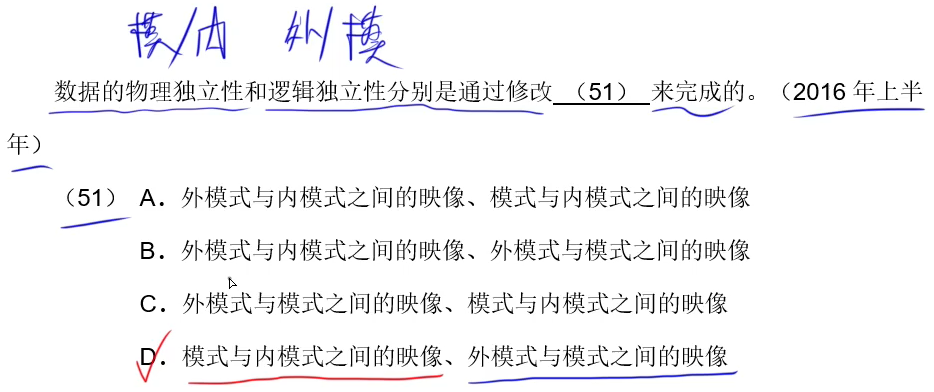 模/内 外/模
数据的物理独立性和逻辑独立性分别是通过修改 （51） 来完成的。（2016 年上半
年）
（51） A．外模式与内模式之间的映像、模式与内模式之间的映像
B．外模式与内模式之间的映像、外模式与模式之间的映像
C．外模式与模式之间的映像、模式与内模式之间的映像
D．模式与内模式之间的映像、外模式与模式之间的映像